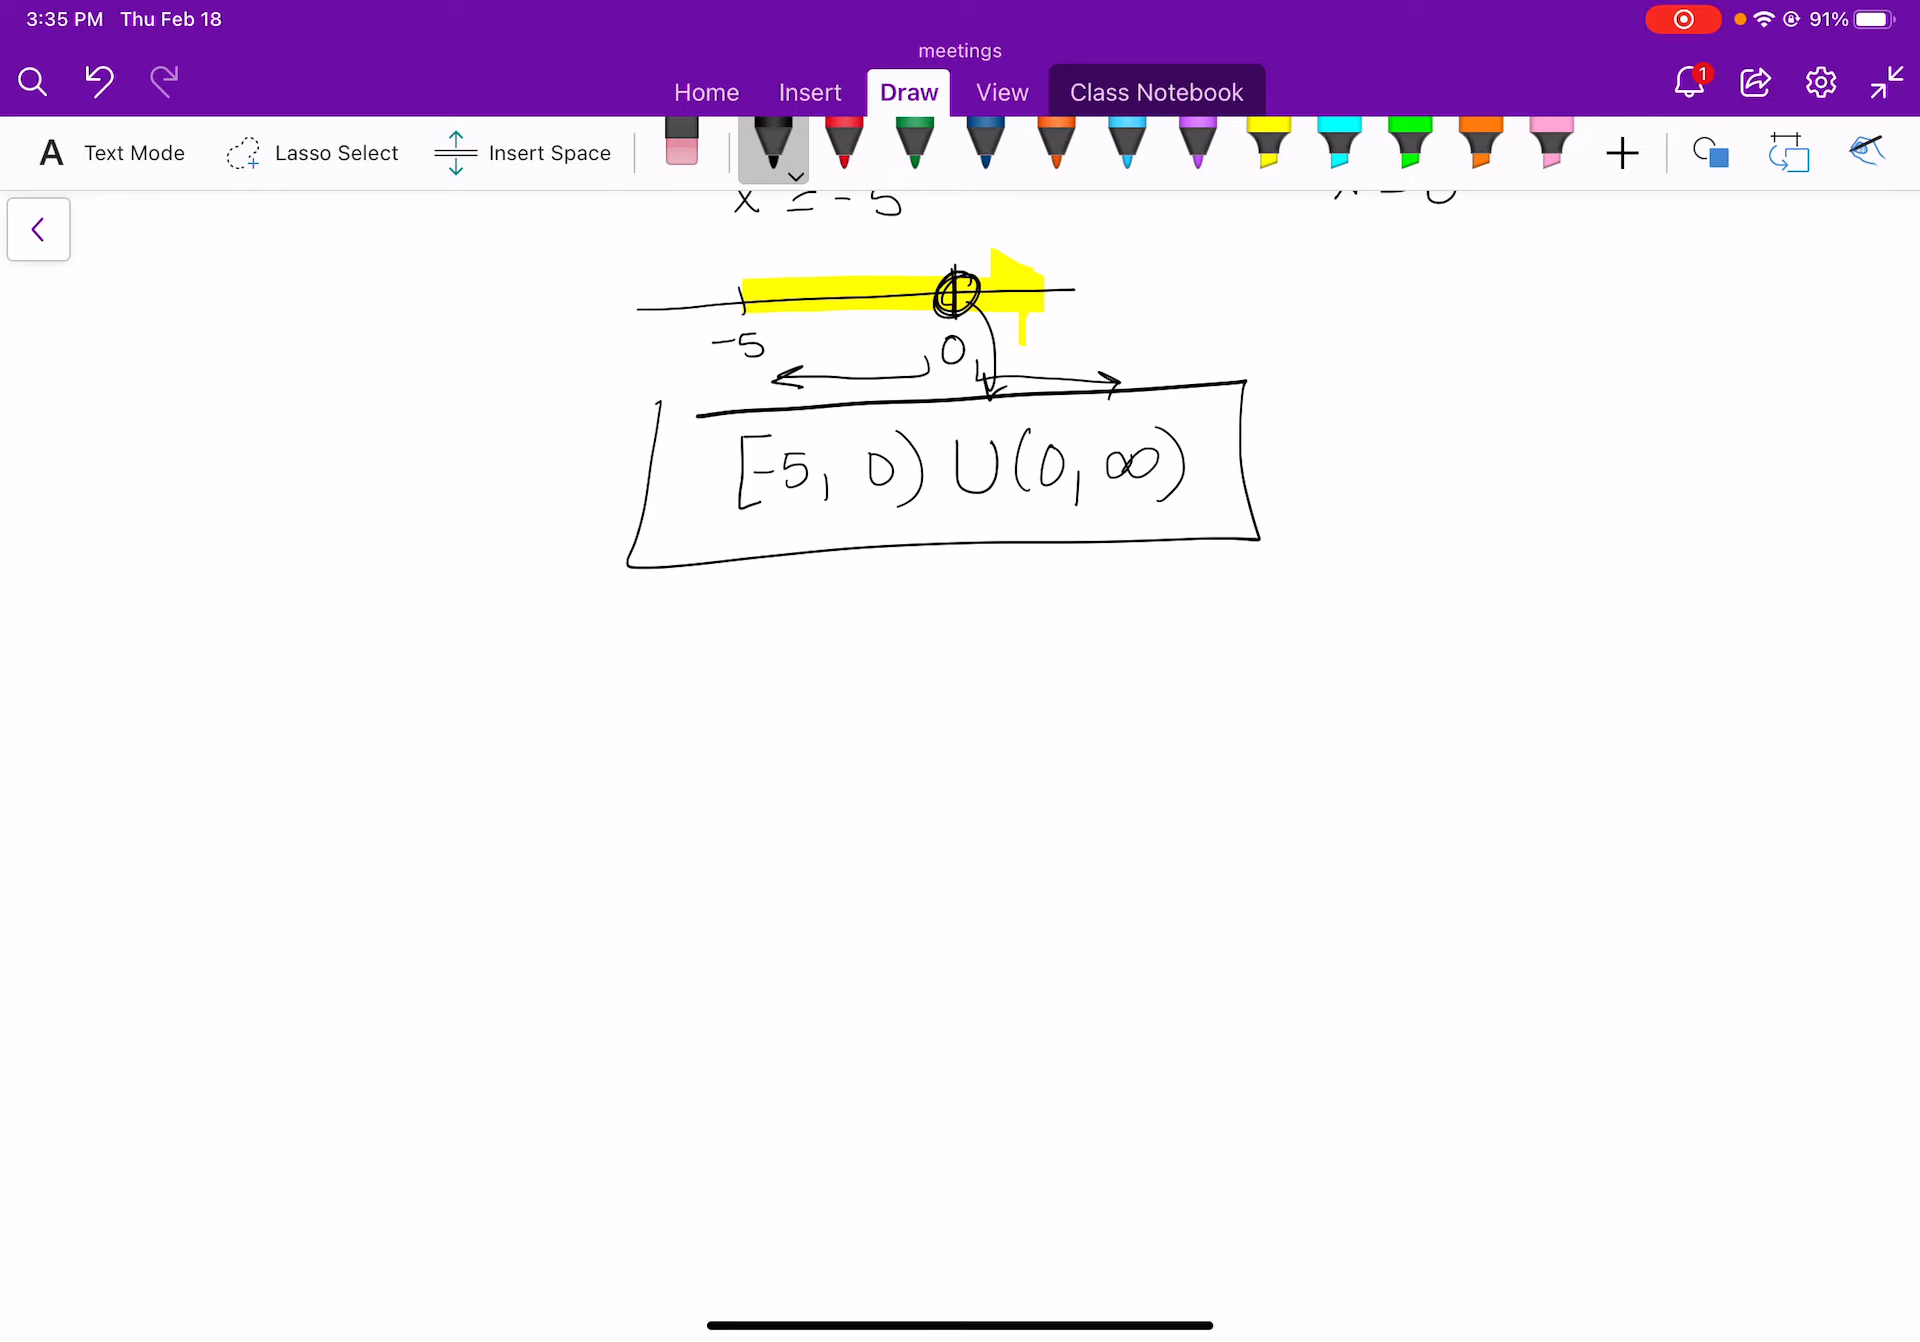 3:35 PM Thu Feb 18 91%
meetings
Home Insert Draw View Class Notebook 1
A Text Mode Lasso Select Insert Space
-5
-5 0
[-5, 0) U (0, ∞)